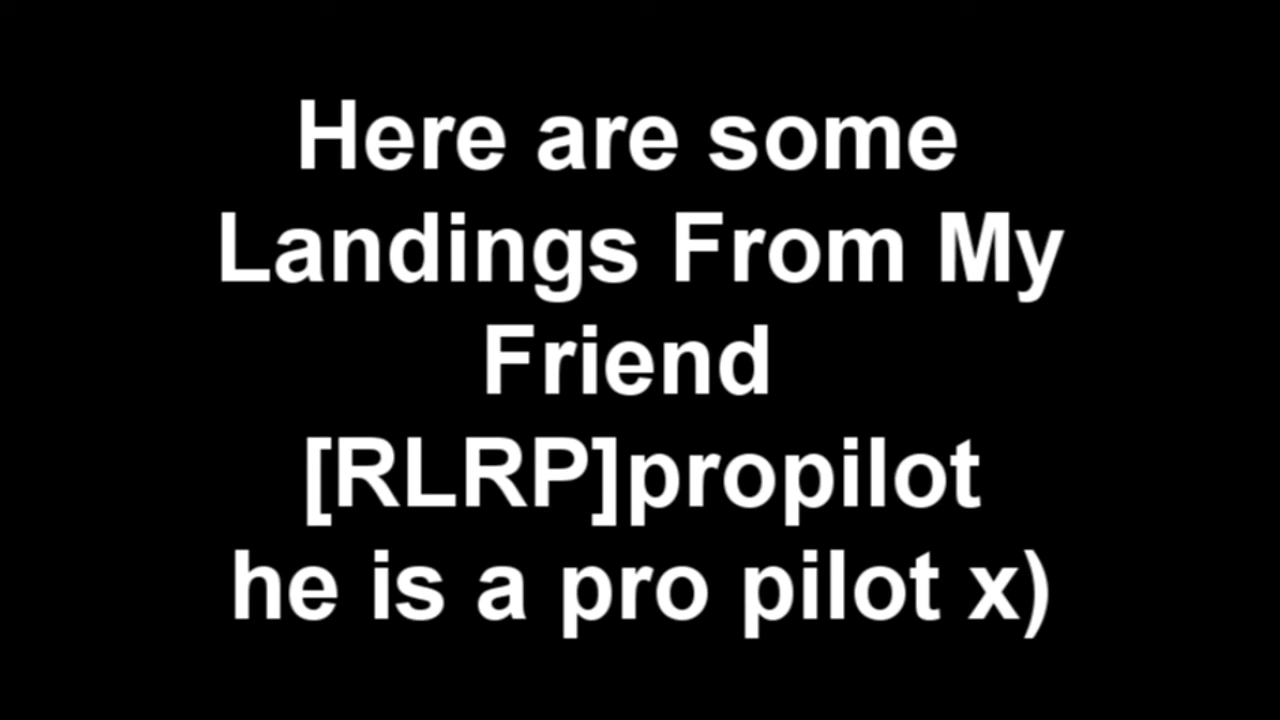 Here are some
Landings From My
Friend
[RLRP]propilot
he is a pro pilot x)